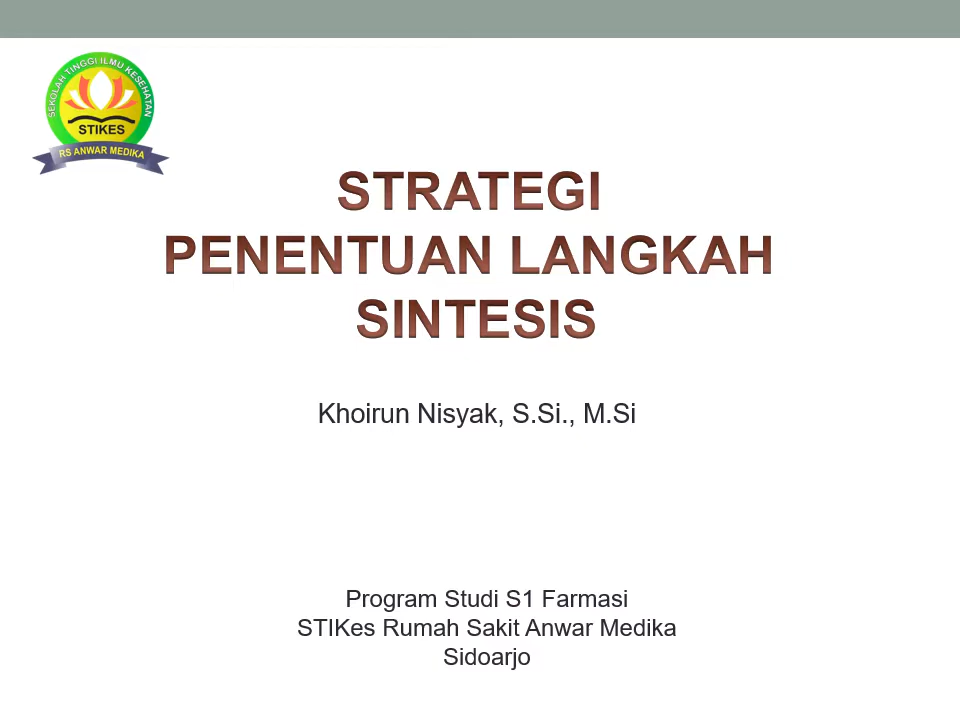 SEKOLAH TINGGI ILMU KESEHATAN
STIKES
RS ANWAR MEDIKA
STRATEGI
PENENTUAN LANGKAH
SINTESIS
Khoirun Nisyak, S.Si., M.Si
Program Studi S1 Farmasi
STIKes Rumah Sakit Anwar Medika
Sidoarjo